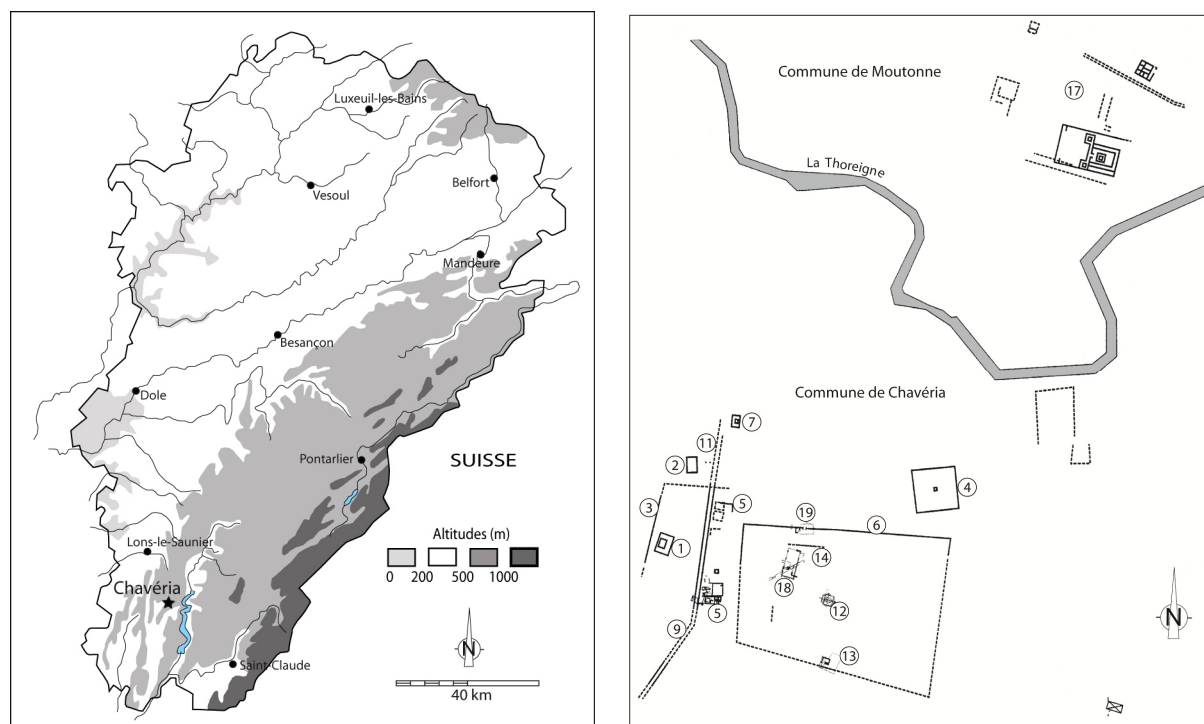 Luxeuil-les-Bains
Belfort
Vesoul
Mandeure
Besançon
Dole
Pontarlier
SUISSE
Altitudes (m)
0 200 500 1000
Lons-le-Saunier
Chavéria
N
Saint-Claude
40 km
Commune de Moutonne
17
La Thoreigne
Commune de Chavéria
7
11
2
4
3
5
19
6
1
14
18
12
5
9
13
N